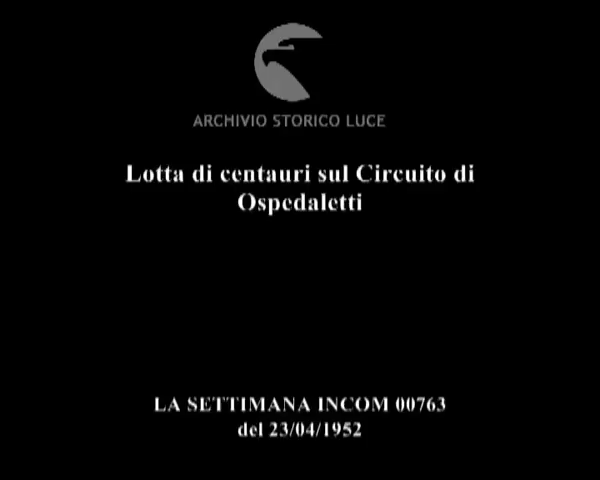 ARCHIVIO STORICO LUCE
Lotta di centauri sul Circuito di
Ospedaletti
LA SETTIMANA INCOM 00763
del 23/04/1952